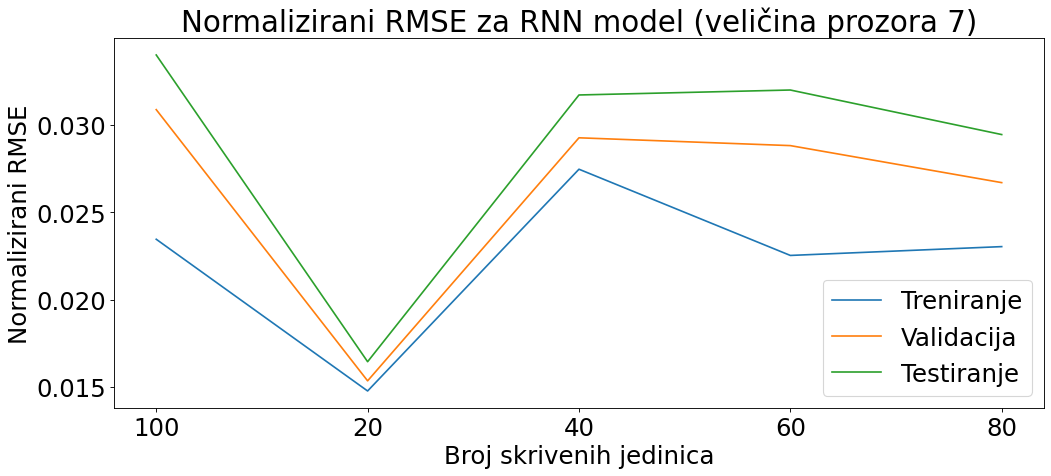 Normalizirani RMSE za RNN model (veličina prozora 7)
Normalizirani RMSE
0.030
0.025
0.020
0.015
100 20 40 60 80
Broj skrivenih jedinica
Treniranje
Validacija
Testiranje